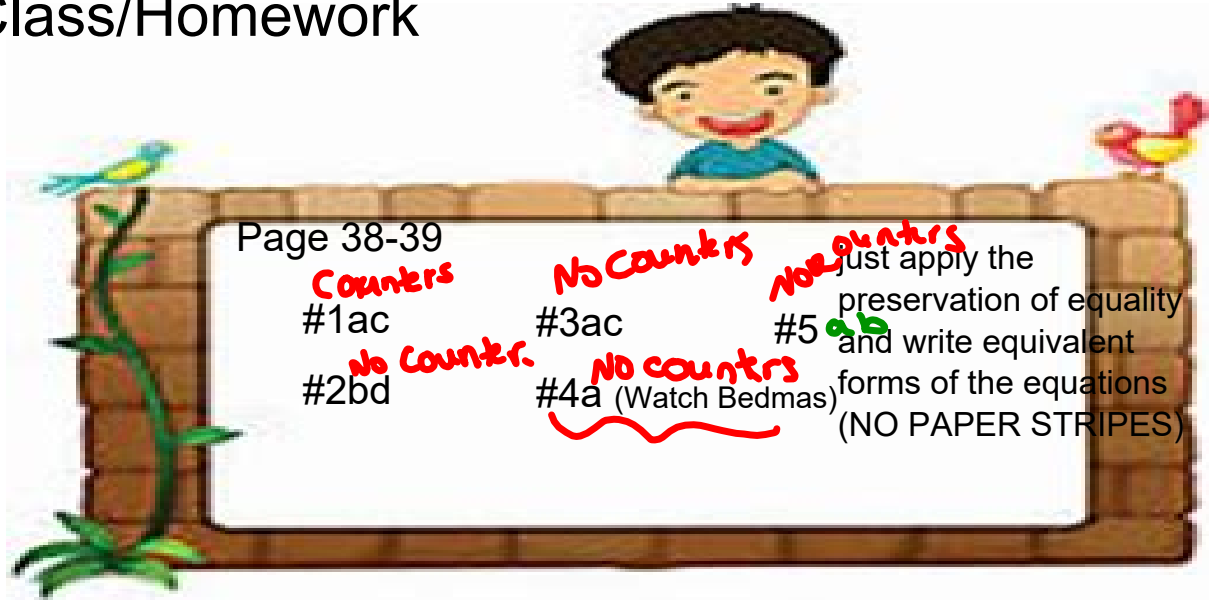 Class/Homework
Page 38-39
Counters
#1ac
No Counter.
#2bd
No Counters
#3ac
No Counters
#4a (Watch Bedmas)
No Counters
#5 ab
just apply the
preservation of equality
and write equivalent
forms of the equations
(NO PAPER STRIPES)